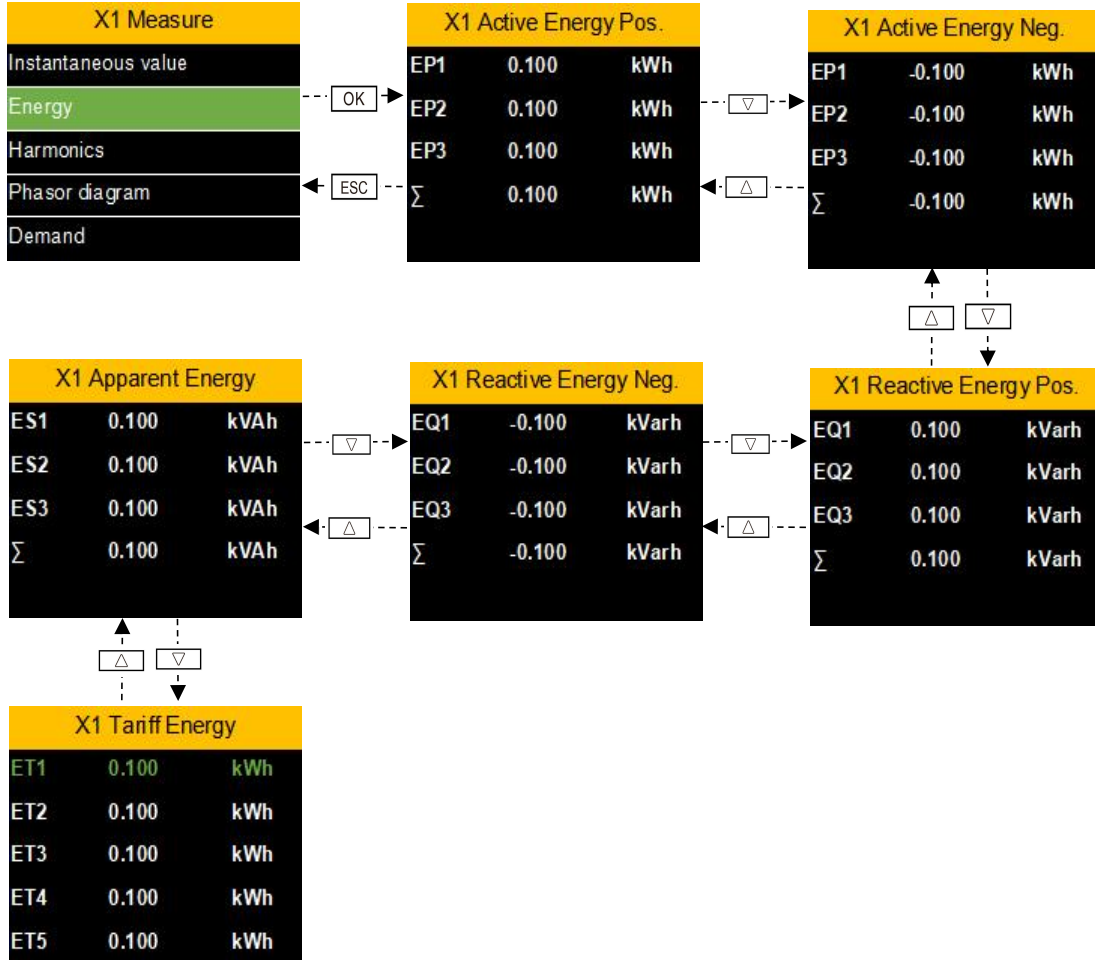 X1 Measure
Instantaneous value
Energy
Harmonics
Phasor diagram
Demand
OK
ESC
X1 Active Energy Pos.
EP1 0.100 kWh
EP2 0.100 kWh
EP3 0.100 kWh
∑ 0.100 kWh
▽
△
X1 Active Energy Neg.
EP1 -0.100 kWh
EP2 -0.100 kWh
EP3 -0.100 kWh
∑ -0.100 kWh
△ ▽
X1 Apparent Energy
ES1 0.100 kVAh
ES2 0.100 kVAh
ES3 0.100 kVAh
∑ 0.100 kVAh
▽
△
X1 Reactive Energy Neg.
EQ1 -0.100 kVarh
EQ2 -0.100 kVarh
EQ3 -0.100 kVarh
∑ -0.100 kVarh
▽
△
X1 Reactive Energy Pos.
EQ1 0.100 kVarh
EQ2 0.100 kVarh
EQ3 0.100 kVarh
∑ 0.100 kVarh
△ ▽
X1 Tariff Energy
ET1 0.100 kWh
ET2 0.100 kWh
ET3 0.100 kWh
ET4 0.100 kWh
ET5 0.100 kWh